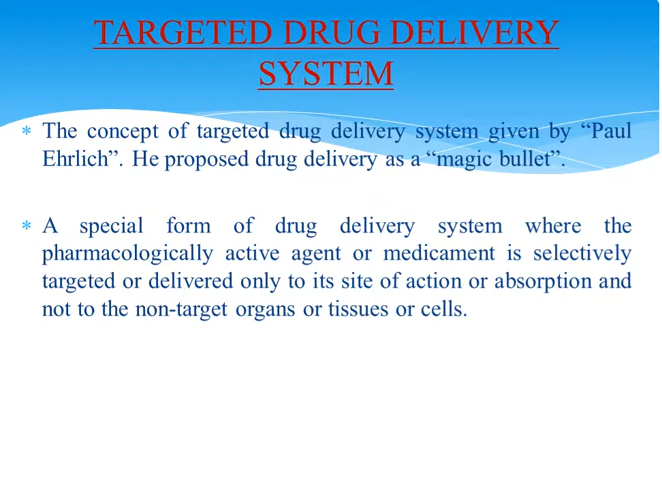 TARGETED DRUG DELIVERY
SYSTEM
* The concept of targeted drug delivery system given by “Paul
Ehrlich”. He proposed drug delivery as a “magic bullet”.
* A special form of drug delivery system where the
pharmacologically active agent or medicament is selectively
targeted or delivered only to its site of action or absorption and
not to the non-target organs or tissues or cells.